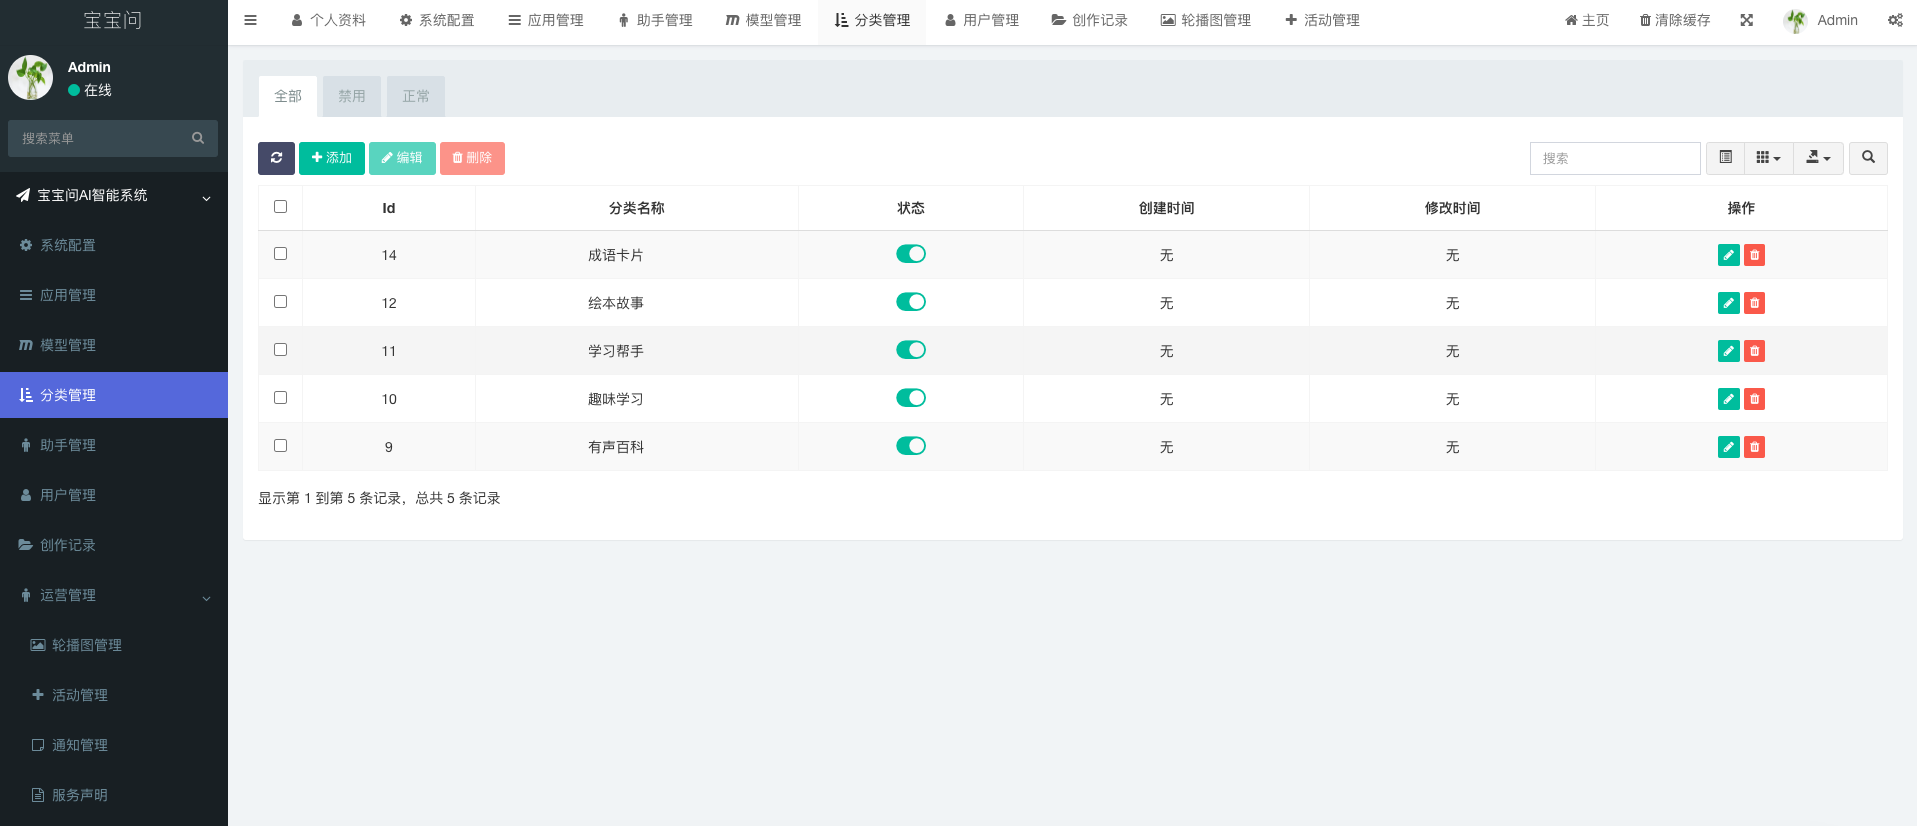 宝宝问
个人资料
系统配置
应用管理
助手管理
模型管理
分类管理
用户管理
创作记录
轮播图管理
活动管理
主页
清除缓存
Admin
Admin
在线
搜索菜单
宝宝问AI智能系统
系统配置
应用管理
模型管理
分类管理
助手管理
用户管理
创作记录
运营管理
轮播图管理
活动管理
通知管理
服务声明
全部 禁用 正常
添加 编辑 删除 搜索
Id 分类名称 状态 创建时间 修改时间 操作
14 成语卡片 无 无
12 绘本故事 无 无
11 学习帮手 无 无
10 趣味学习 无 无
9 有声百科 无 无
显示第 1 到第 5 条记录，总共 5 条记录